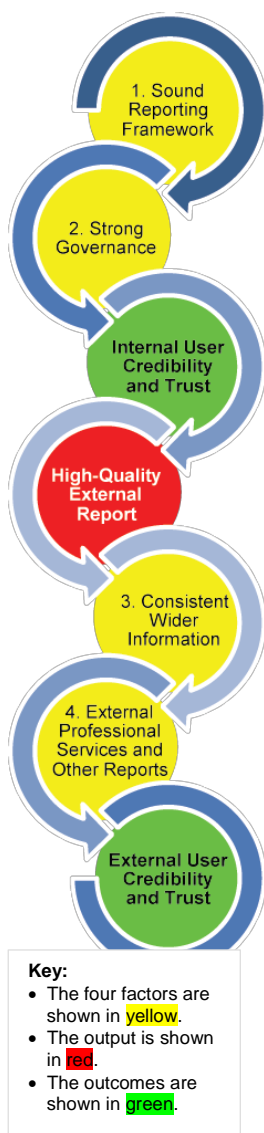 1. Sound
Reporting
Framework
2. Strong
Governance
Internal User
Credibility
and Trust
High-Quality
External
Report
3. Consistent
Wider
Information
4. External
Professional
Services and
Other Reports
External User
Credibility
and Trust
Key:
• The four factors are
shown in yellow.
• The output is shown
in red.
• The outcomes are
shown in green.